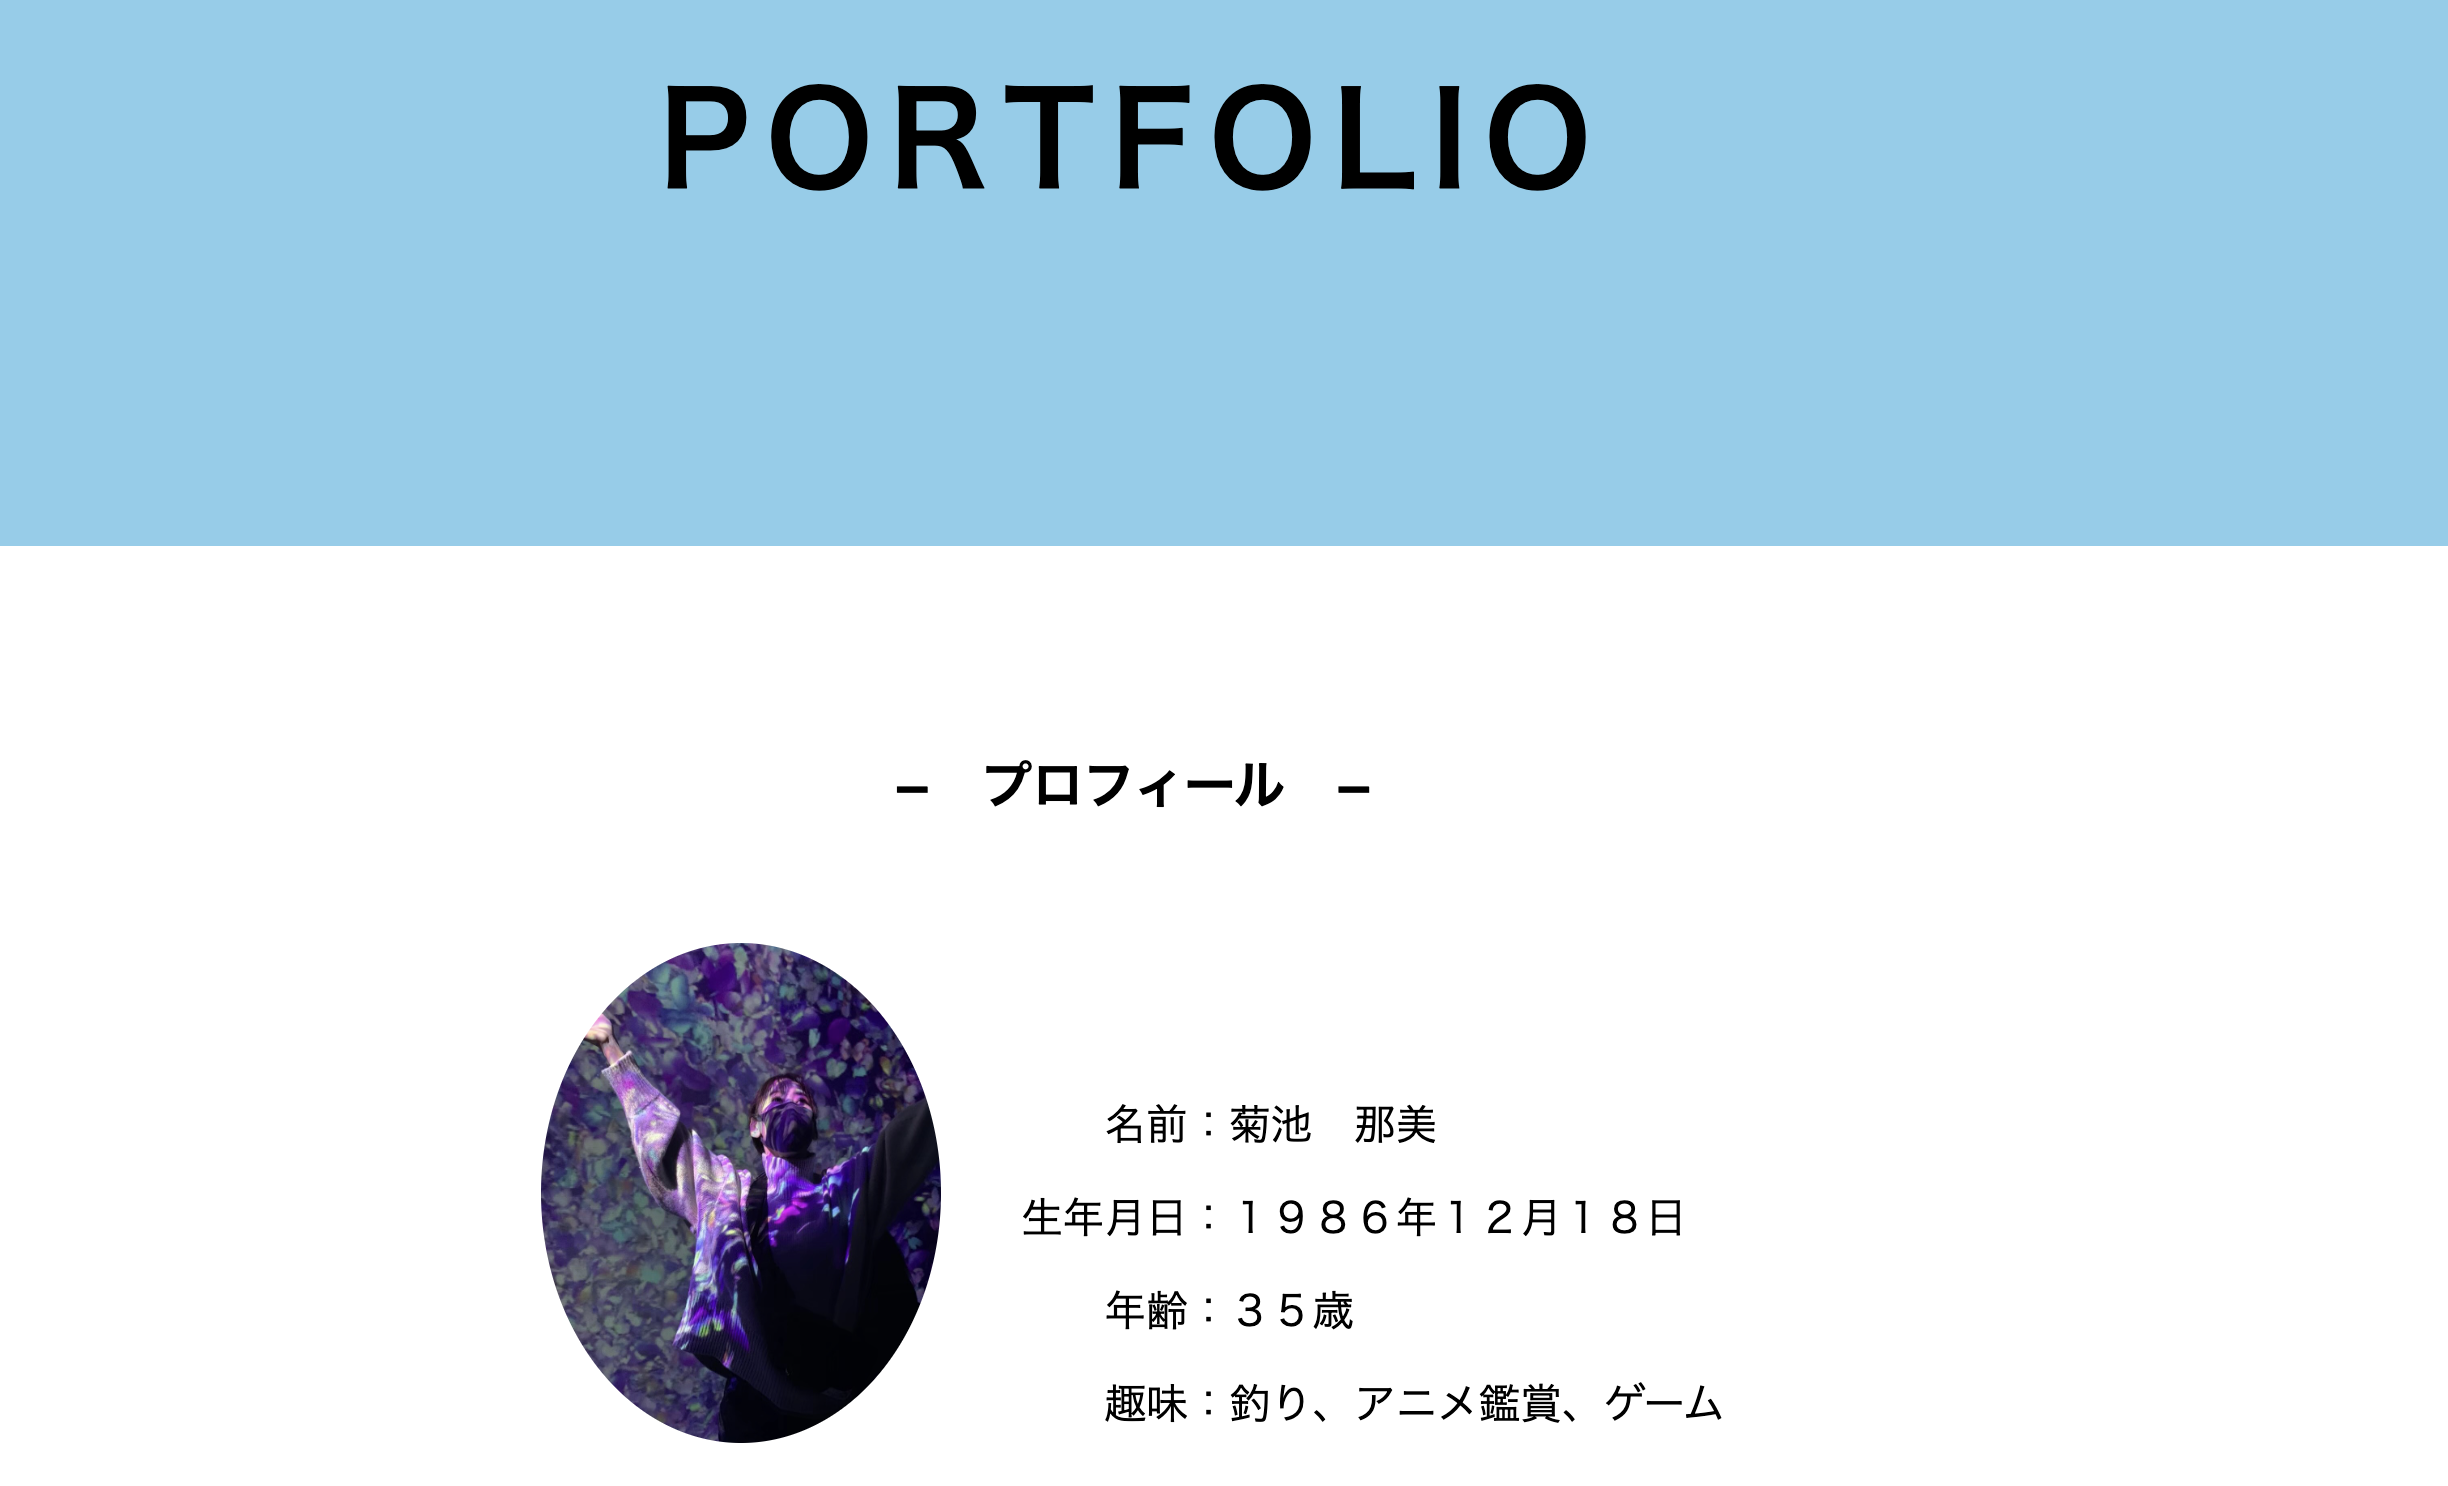 PORTFOLIO
–　プロフィール　–
名前：菊池　那美
生年月日：１９８６年１２月１８日
年齢：３５歳
趣味：釣り、アニメ鑑賞、ゲーム